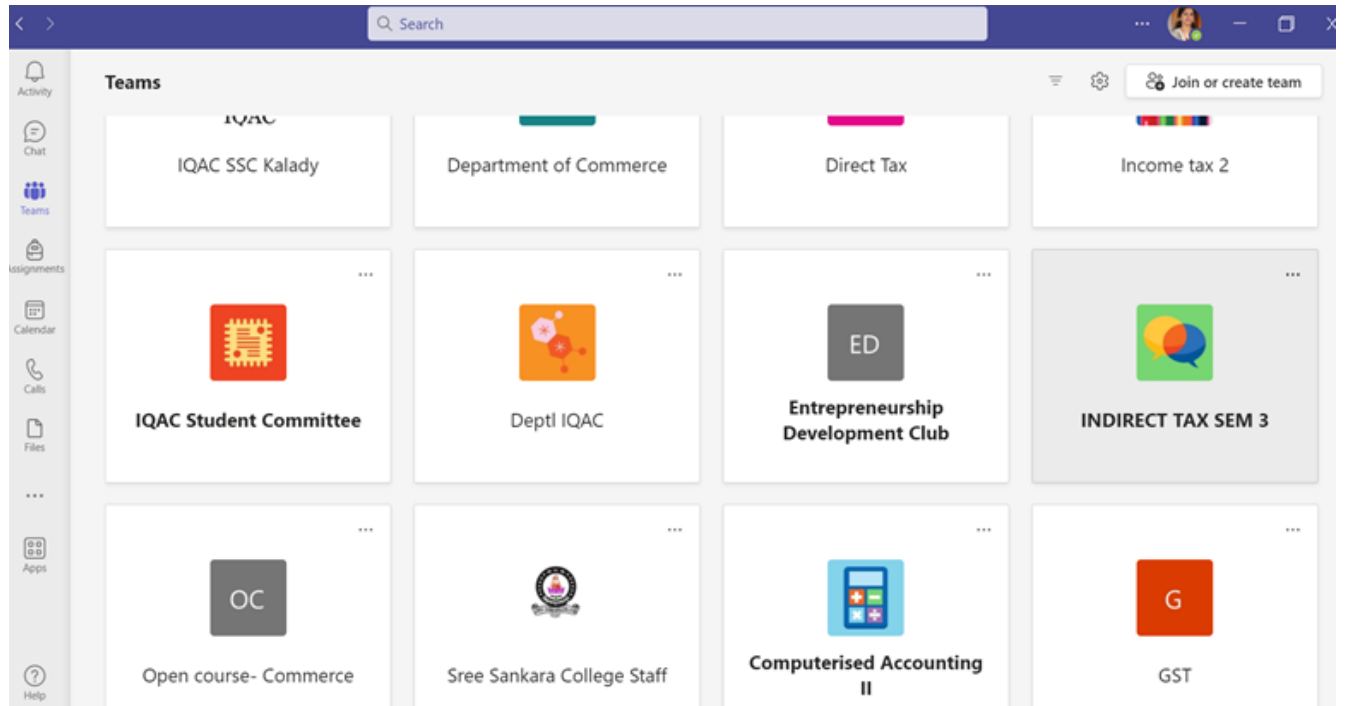 Search
Activity
Chat
Teams
ssignments
Calendar
Calls
Files
Apps
Help
Teams
Join or create team
IQAC
IQAC SSC Kalady
Department of Commerce
Direct Tax
Income tax 2
IQAC Student Committee
Deptl IQAC
ED
Entrepreneurship
Development Club
INDIRECT TAX SEM 3
OC
Open course- Commerce
Sree Sankara College Staff
Computerised Accounting
II
G
GST